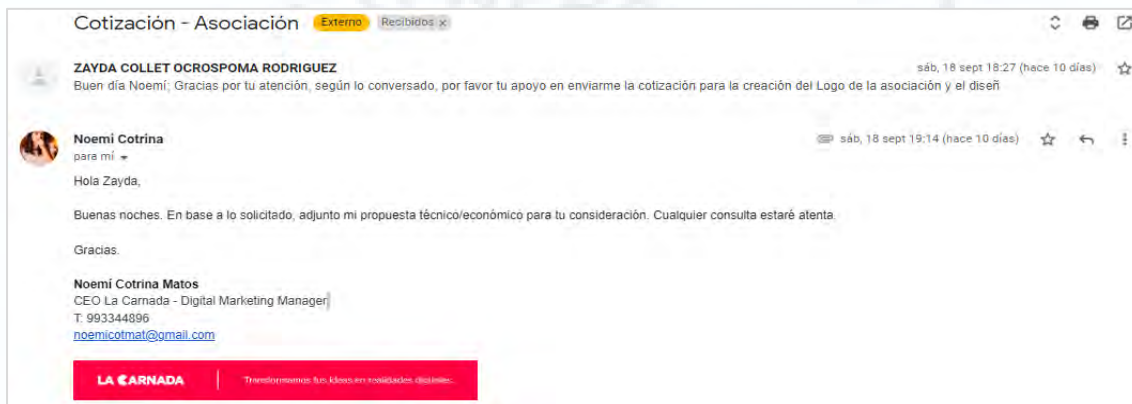 Cotización - Asociación Externo Recibidos x
ZAYDA COLLET OCROSPOMA RODRIGUEZ sáb, 18 sept 18:27 (hace 10 días)
Buen día Noemí; Gracias por tu atención, según lo conversado, por favor tu apoyo en enviarme la cotización para la creación del Logo de la asociación y el diseñ
Noemi Cotrina sáb, 18 sept 19:14 (hace 10 días)
para mí
Hola Zayda,
Buenas noches. En base a lo solicitado, adjunto mi propuesta técnico/económico para tu consideración. Cualquier consulta estaré atenta.
Gracias.
Noemí Cotrina Matos
CEO La Carnada - Digital Marketing Manager
T: 993344896
noemicotmat@gmail.com
LA CARNADA Transformamos tus ideas en realidades digitales.